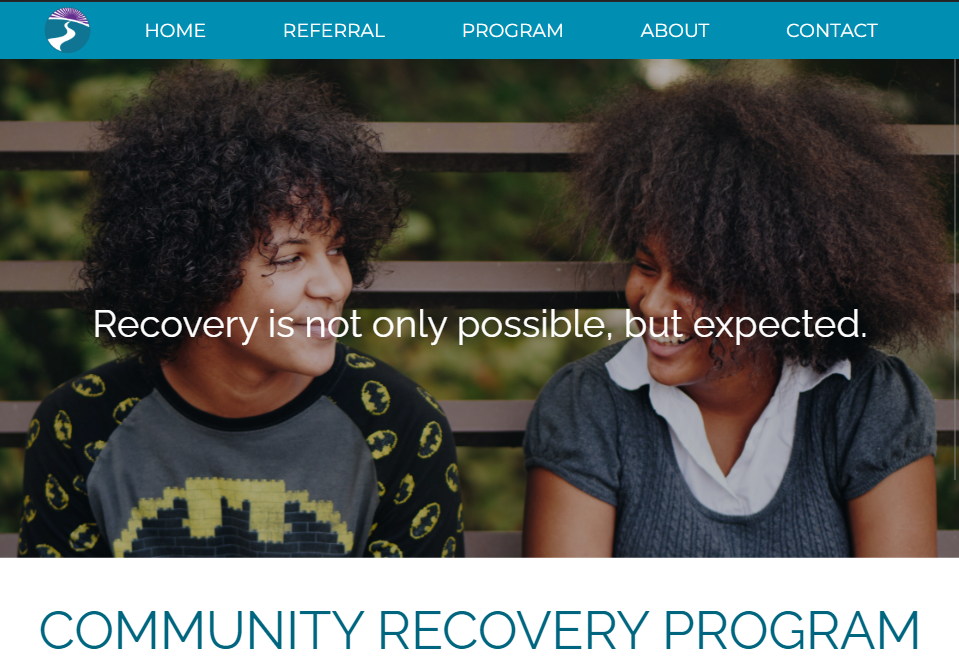 HOME
REFERRAL
PROGRAM
ABOUT
CONTACT
Recovery is not only possible, but expected.
COMMUNITY RECOVERY PROGRAM